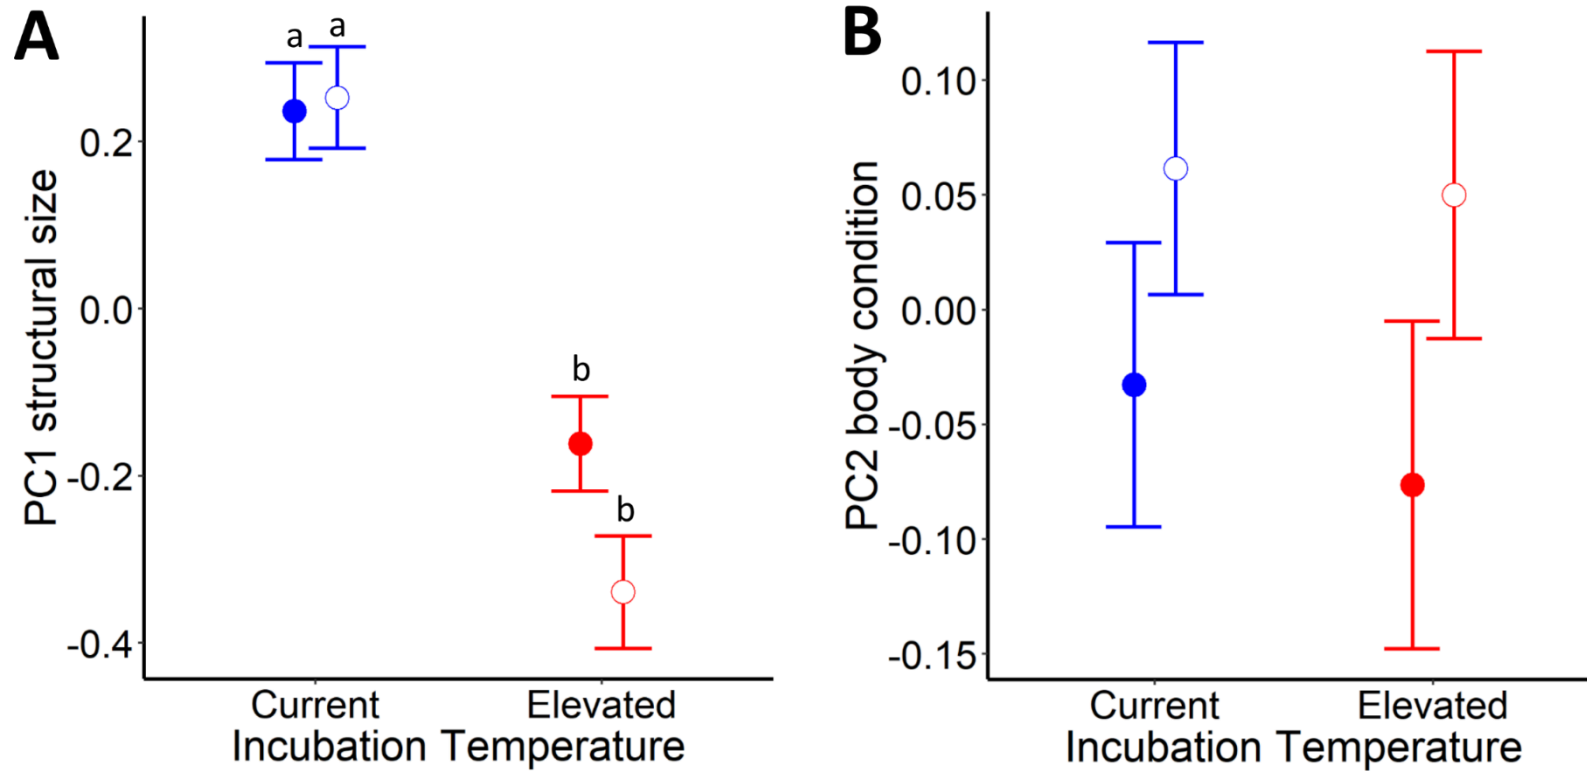 A
a a
PC1 structural size
0.2
0.0
-0.2
-0.4
b
b
Current Elevated
Incubation Temperature
B
PC2 body condition
0.10
0.05
0.00
-0.05
-0.10
-0.15
Current Elevated
Incubation Temperature